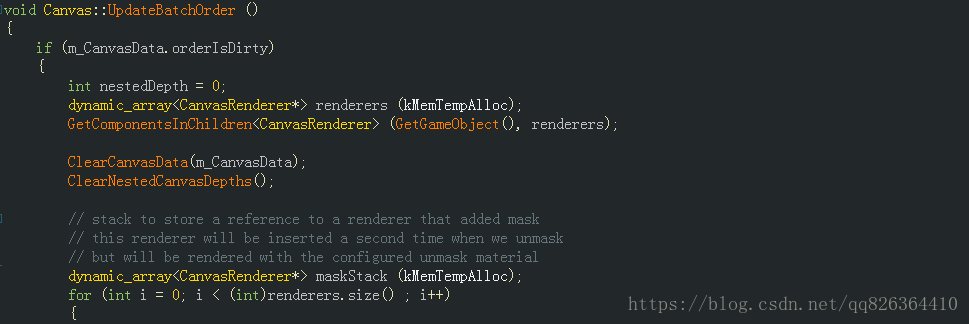 void Canvas::UpdateBatchOrder ()
{
if (m_CanvasData.orderIsDirty)
{
int nestedDepth = 0;
dynamic_array<CanvasRenderer*> renderers (kMemTempAlloc);
GetComponentsInChildren<CanvasRenderer> (GetGameObject(), renderers);
ClearCanvasData(m_CanvasData);
ClearNestedCanvasDepths();
// stack to store a reference to a renderer that added mask
// this renderer will be inserted a second time when we unmask
// but will be rendered with the configured unmask material
dynamic_array<CanvasRenderer*> maskStack (kMemTempAlloc);
for (int i = 0; i < (int)renderers.size() ; i++)
{
https://blog.csdn.net/qq826364410